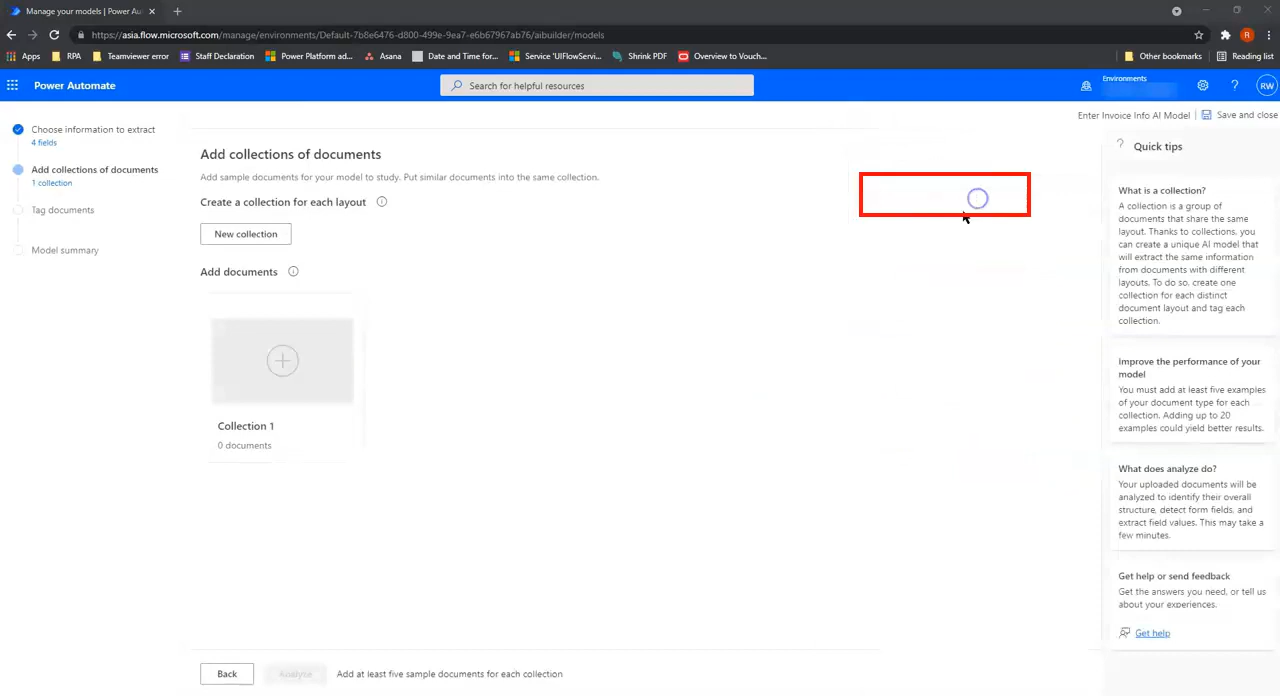 Manage your models | Power Au
https://asia.flow.microsoft.com/manage/environments/Default-7b8e6476-d800-499e-9ea7-e6b67967ab76/aibuilder/models
R
Apps RPA Teamviewer error Staff Declaration Power Platform ad... Asana Date and Time for... Service 'UIFlowServi... Shrink PDF Overview to Vouch... Other bookmarks Reading list
Power Automate
Search for helpful resources
Environments
?
RW
Enter Invoice Info AI Model | Save and close
Choose information to extract
4 fields
Add collections of documents
1 collection
Tag documents
Model summary
Add collections of documents
Add sample documents for your model to study. Put similar documents into the same collection.
Create a collection for each layout
New collection
Add documents
Collection 1
0 documents
Back
Analyze
Add at least five sample documents for each collection
? Quick tips
What is a collection?
A collection is a group of
documents that share the same
layout. Thanks to collections, you
can create a unique AI model that
will extract the same information
from documents with different
layouts. To do so, create one
collection for each distinct
document layout and tag each
collection.
Improve the performance of your
model
You must add at least five examples
of your document type for each
collection. Adding up to 20
examples could yield better results.
What does analyze do?
Your uploaded documents will be
analyzed to identify their overall
structure, detect form fields, and
extract field values. This may take a
few minutes.
Get help or send feedback
Get the answers you need, or tell us
about your experiences.
Get help